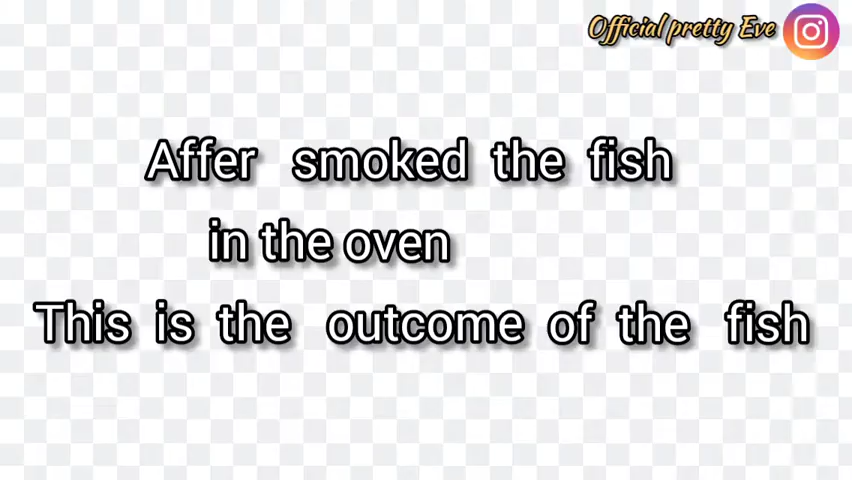 Official pretty Eve
Affer smoked the fish
in the oven
This is the outcome of the fish